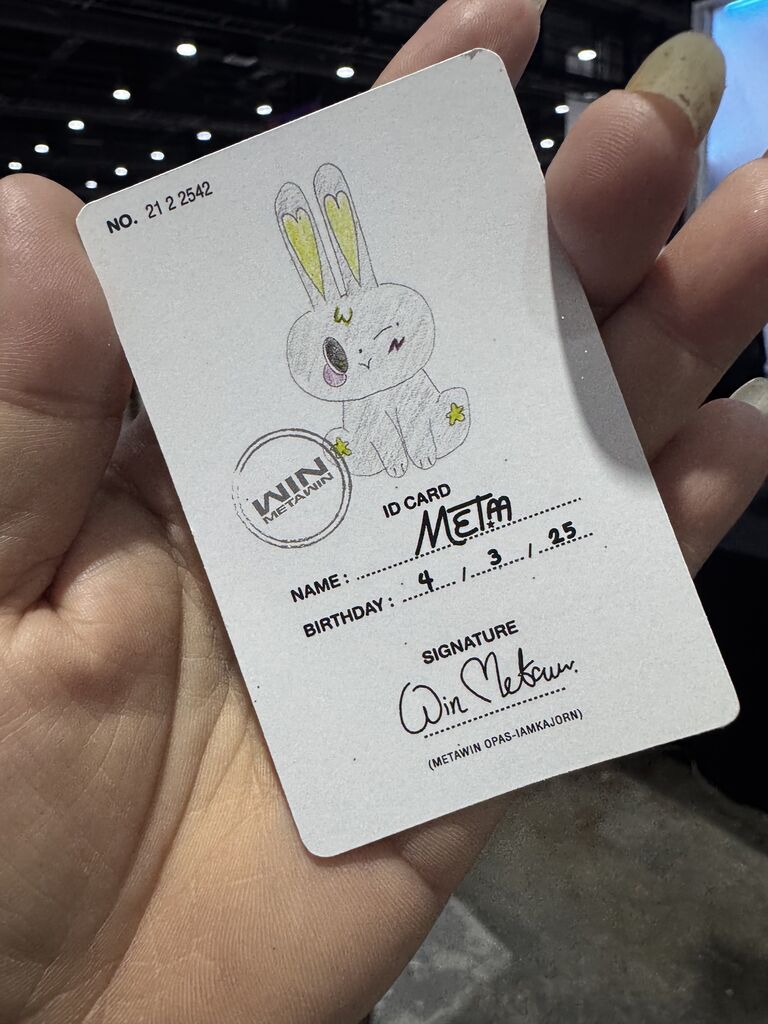 NO. 21 2 2542
W
WIN
METAWIN
ID CARD
NAME : METAA
BIRTHDAY : 4 / 3 / 25
SIGNATURE
Win Metawin
(METAWIN OPAS-IAMKAJORN)